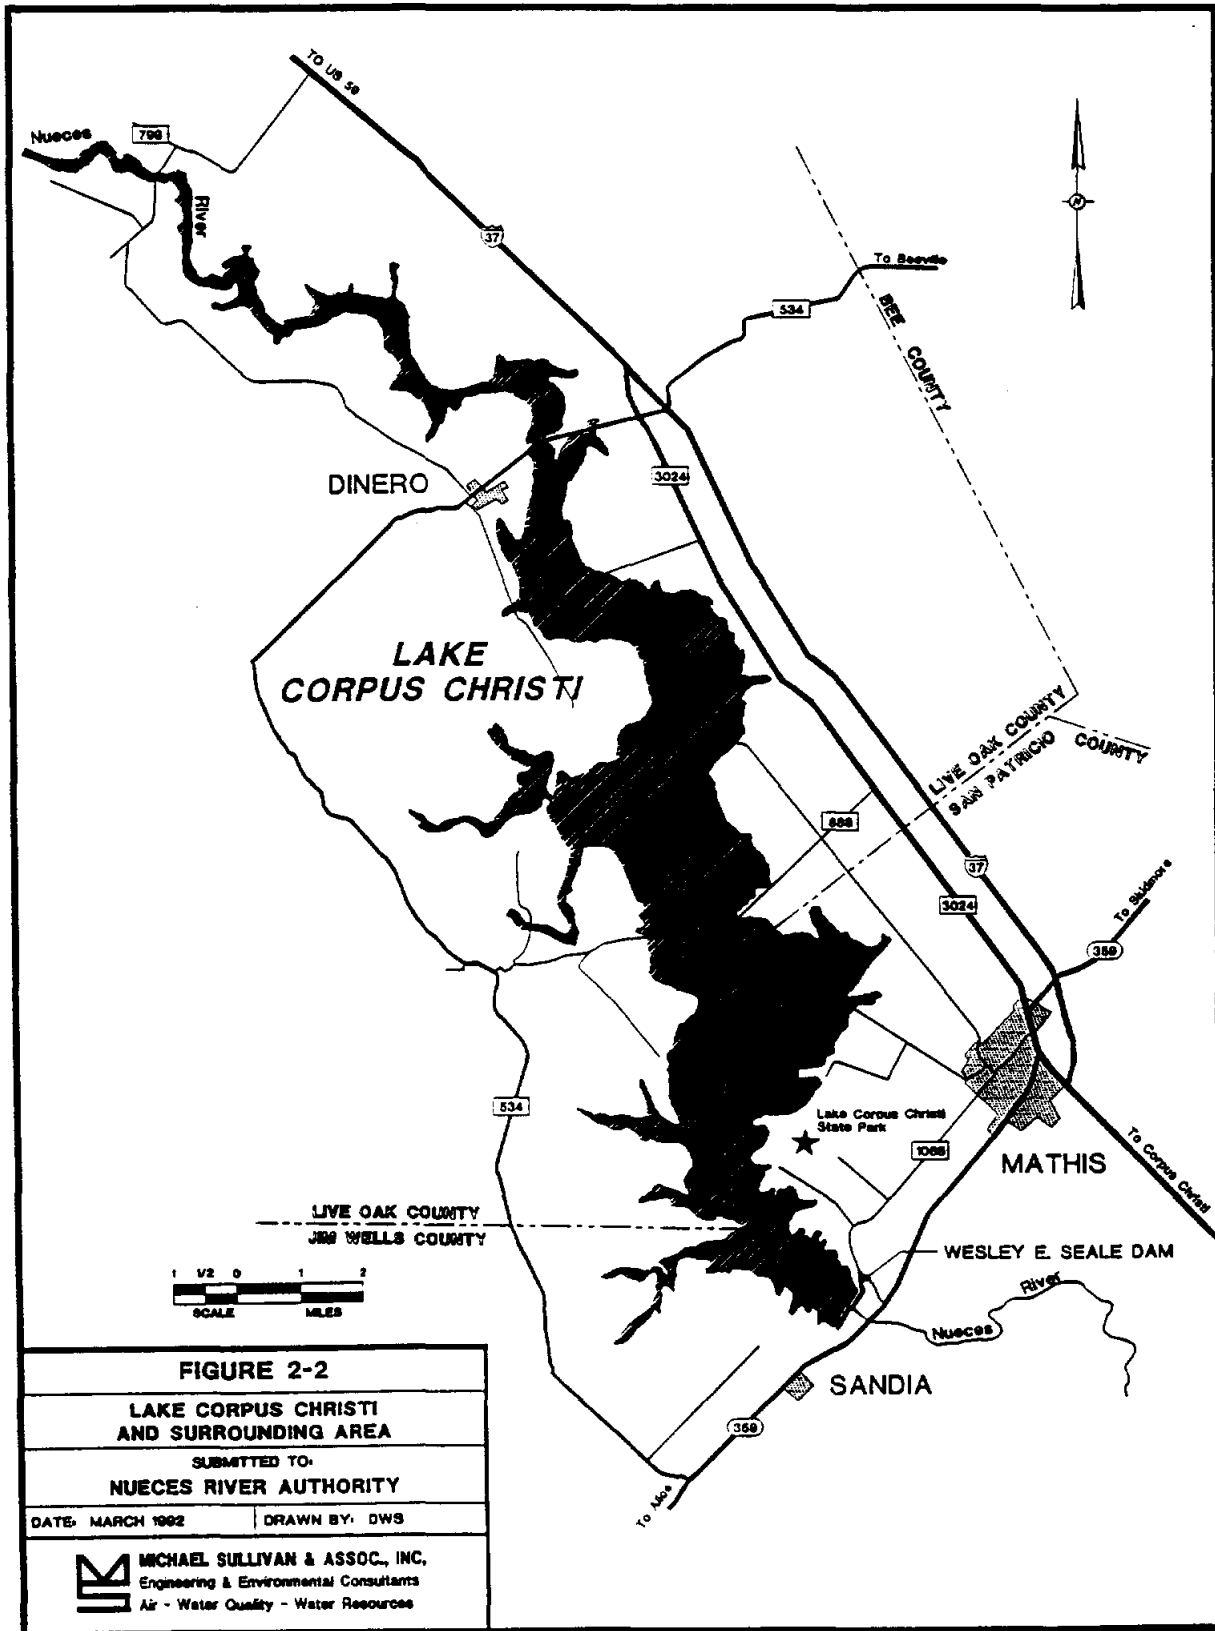 TO US 59
Nueces
799
River
37
To Beeville
534
BEE COUNTY
N
DINERO
3024
LAKE
CORPUS CHRISTI
LIVE OAK COUNTY
SAN PATRICIO COUNTY
888
37
3024
To Skidmore
359
534
Lake Corpus Christi
State Park
1068
MATHIS
To Corpus Christi
LIVE OAK COUNTY
JIM WELLS COUNTY
WESLEY E. SEALE DAM
1 1/2 0 1 2
SCALE MILES
Nueces River
SANDIA
359
To Alice
FIGURE 2-2
LAKE CORPUS CHRISTI
AND SURROUNDING AREA
SUBMITTED TO:
NUECES RIVER AUTHORITY
DATE: MARCH 1992
DRAWN BY: DWS
MICHAEL SULLIVAN & ASSOC., INC.
Engineering & Environmental Consultants
Air - Water Quality - Water Resources